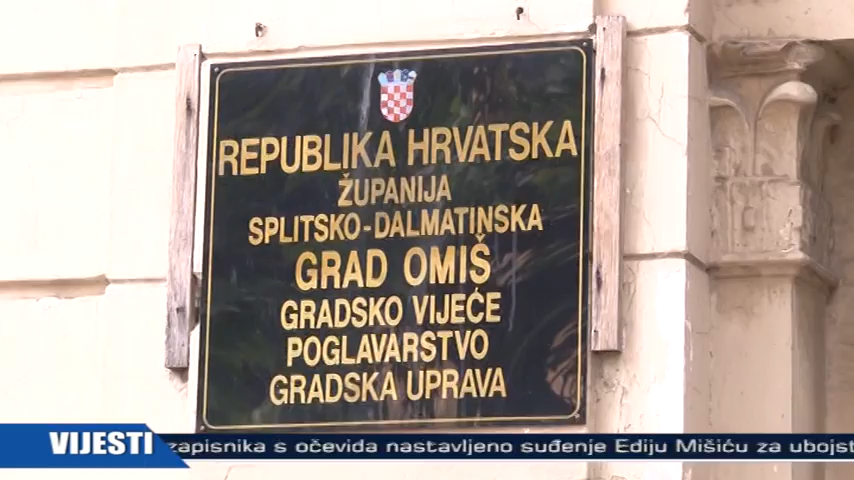 REPUBLIKA HRVATSKA
ŽUPANIJA
SPLITSKO-DALMATINSKA
GRAD OMIŠ
GRADSKO VIJEĆE
POGLAVARSTVO
GRADSKA UPRAVA
VIJESTI
zapisnika s očevida nastavljeno suđenje Ediju Mišiću za ubojst